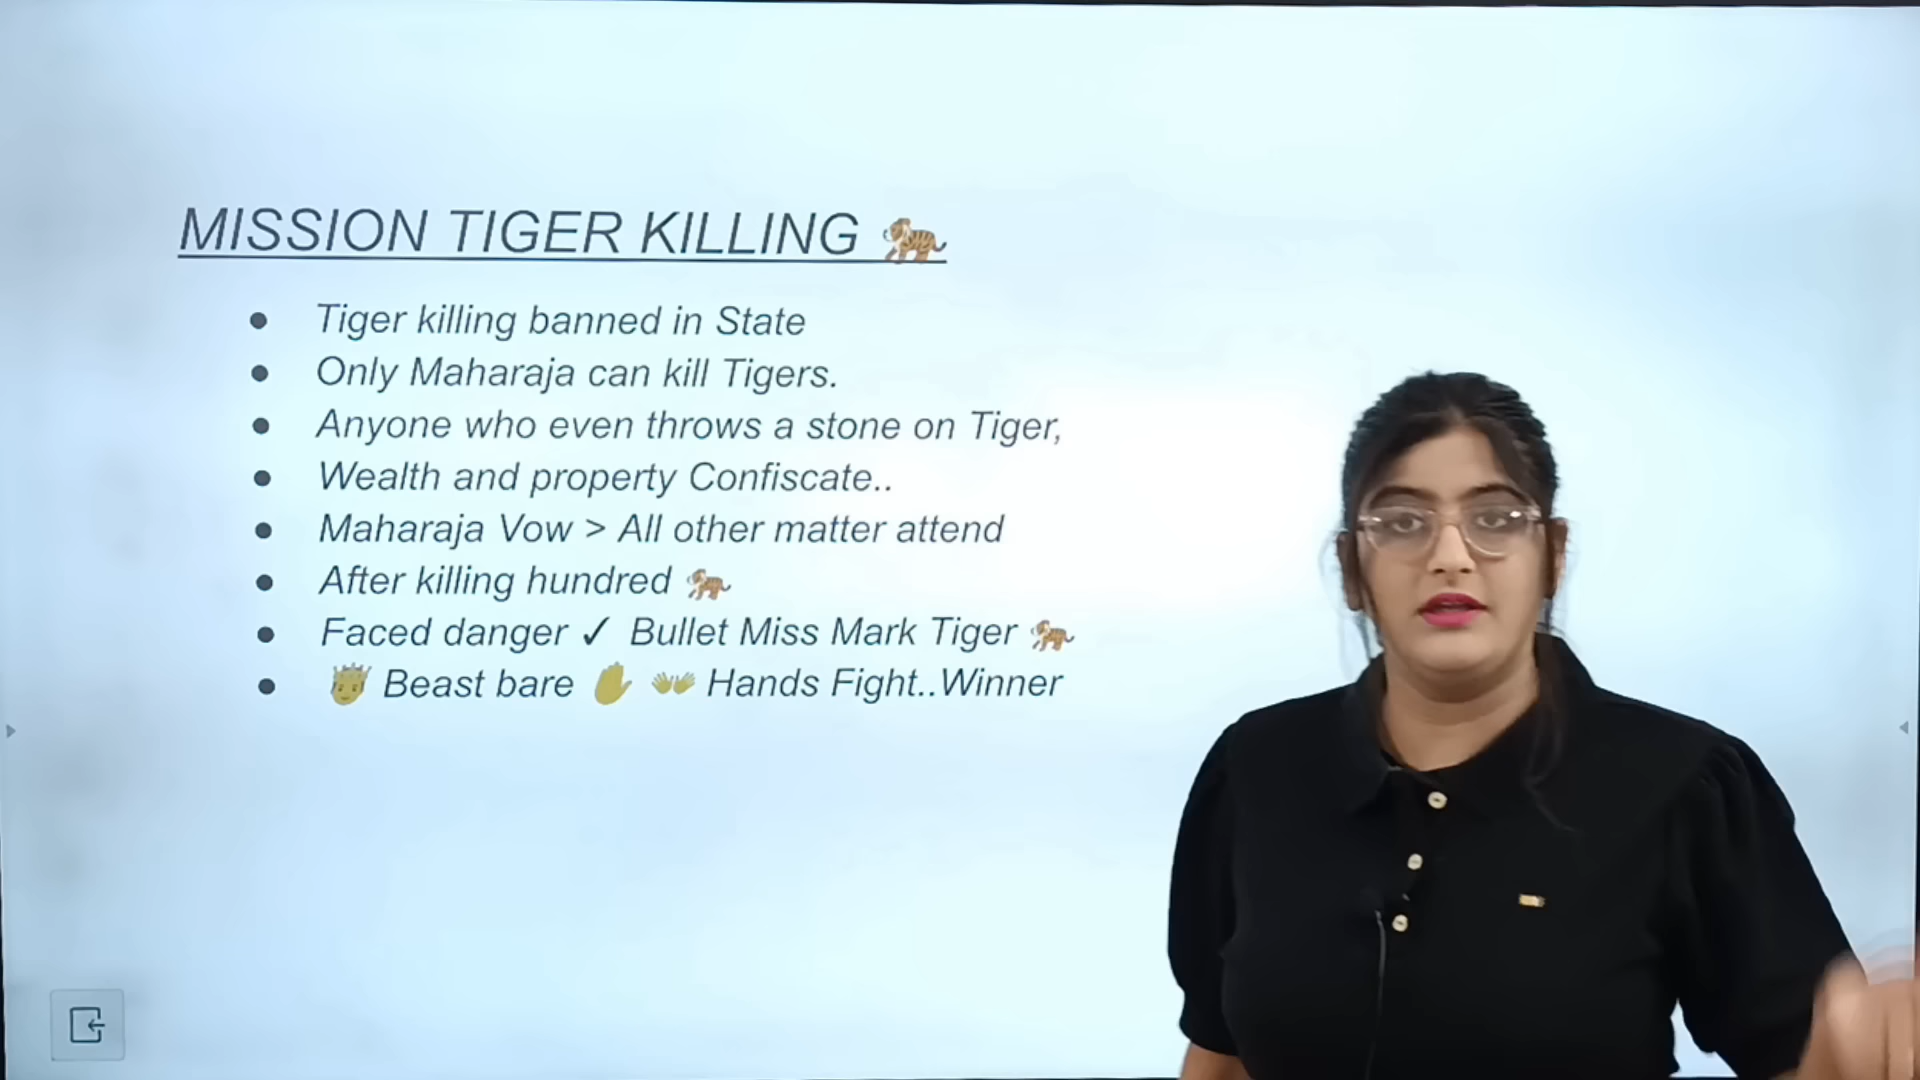 MISSION TIGER KILLING 🐅
● Tiger killing banned in State
● Only Maharaja can kill Tigers.
● Anyone who even throws a stone on Tiger,
● Wealth and property Confiscate..
● Maharaja Vow > All other matter attend
● After killing hundred 🐅
● Faced danger ✓ Bullet Miss Mark Tiger 🐅
● 🤴 Beast bare ✋ 👐 Hands Fight..Winner